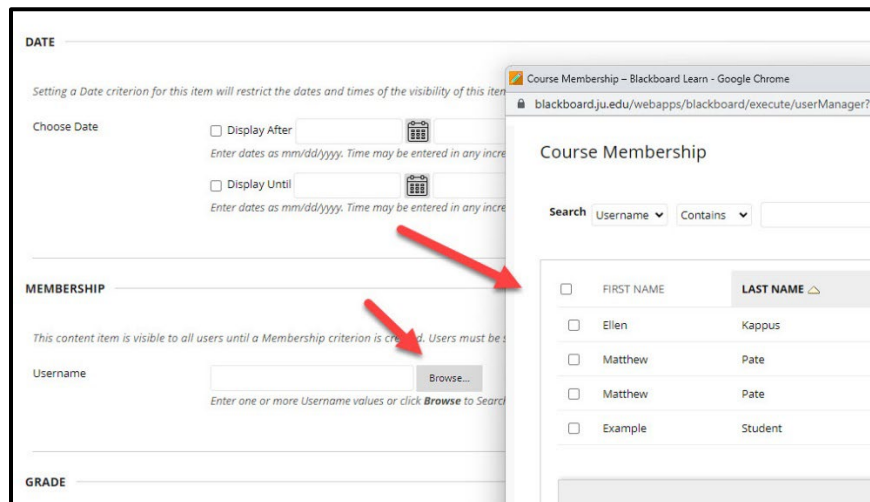 DATE
Setting a Date criterion for this item will restrict the dates and times of the visibility of this item
Choose Date
Display After
Enter dates as mm/dd/yyyy. Time may be entered in any incre
Display Until
Enter dates as mm/dd/yyyy. Time may be entered in any incre
MEMBERSHIP
This content item is visible to all users until a Membership criterion is created. Users must be s
Username
Browse...
Enter one or more Username values or click Browse to Search
GRADE
Course Membership – Blackboard Learn - Google Chrome
blackboard.ju.edu/webapps/blackboard/execute/userManager?
Course Membership
Search Username Contains
FIRST NAME LAST NAME
Ellen Kappus
Matthew Pate
Matthew Pate
Example Student